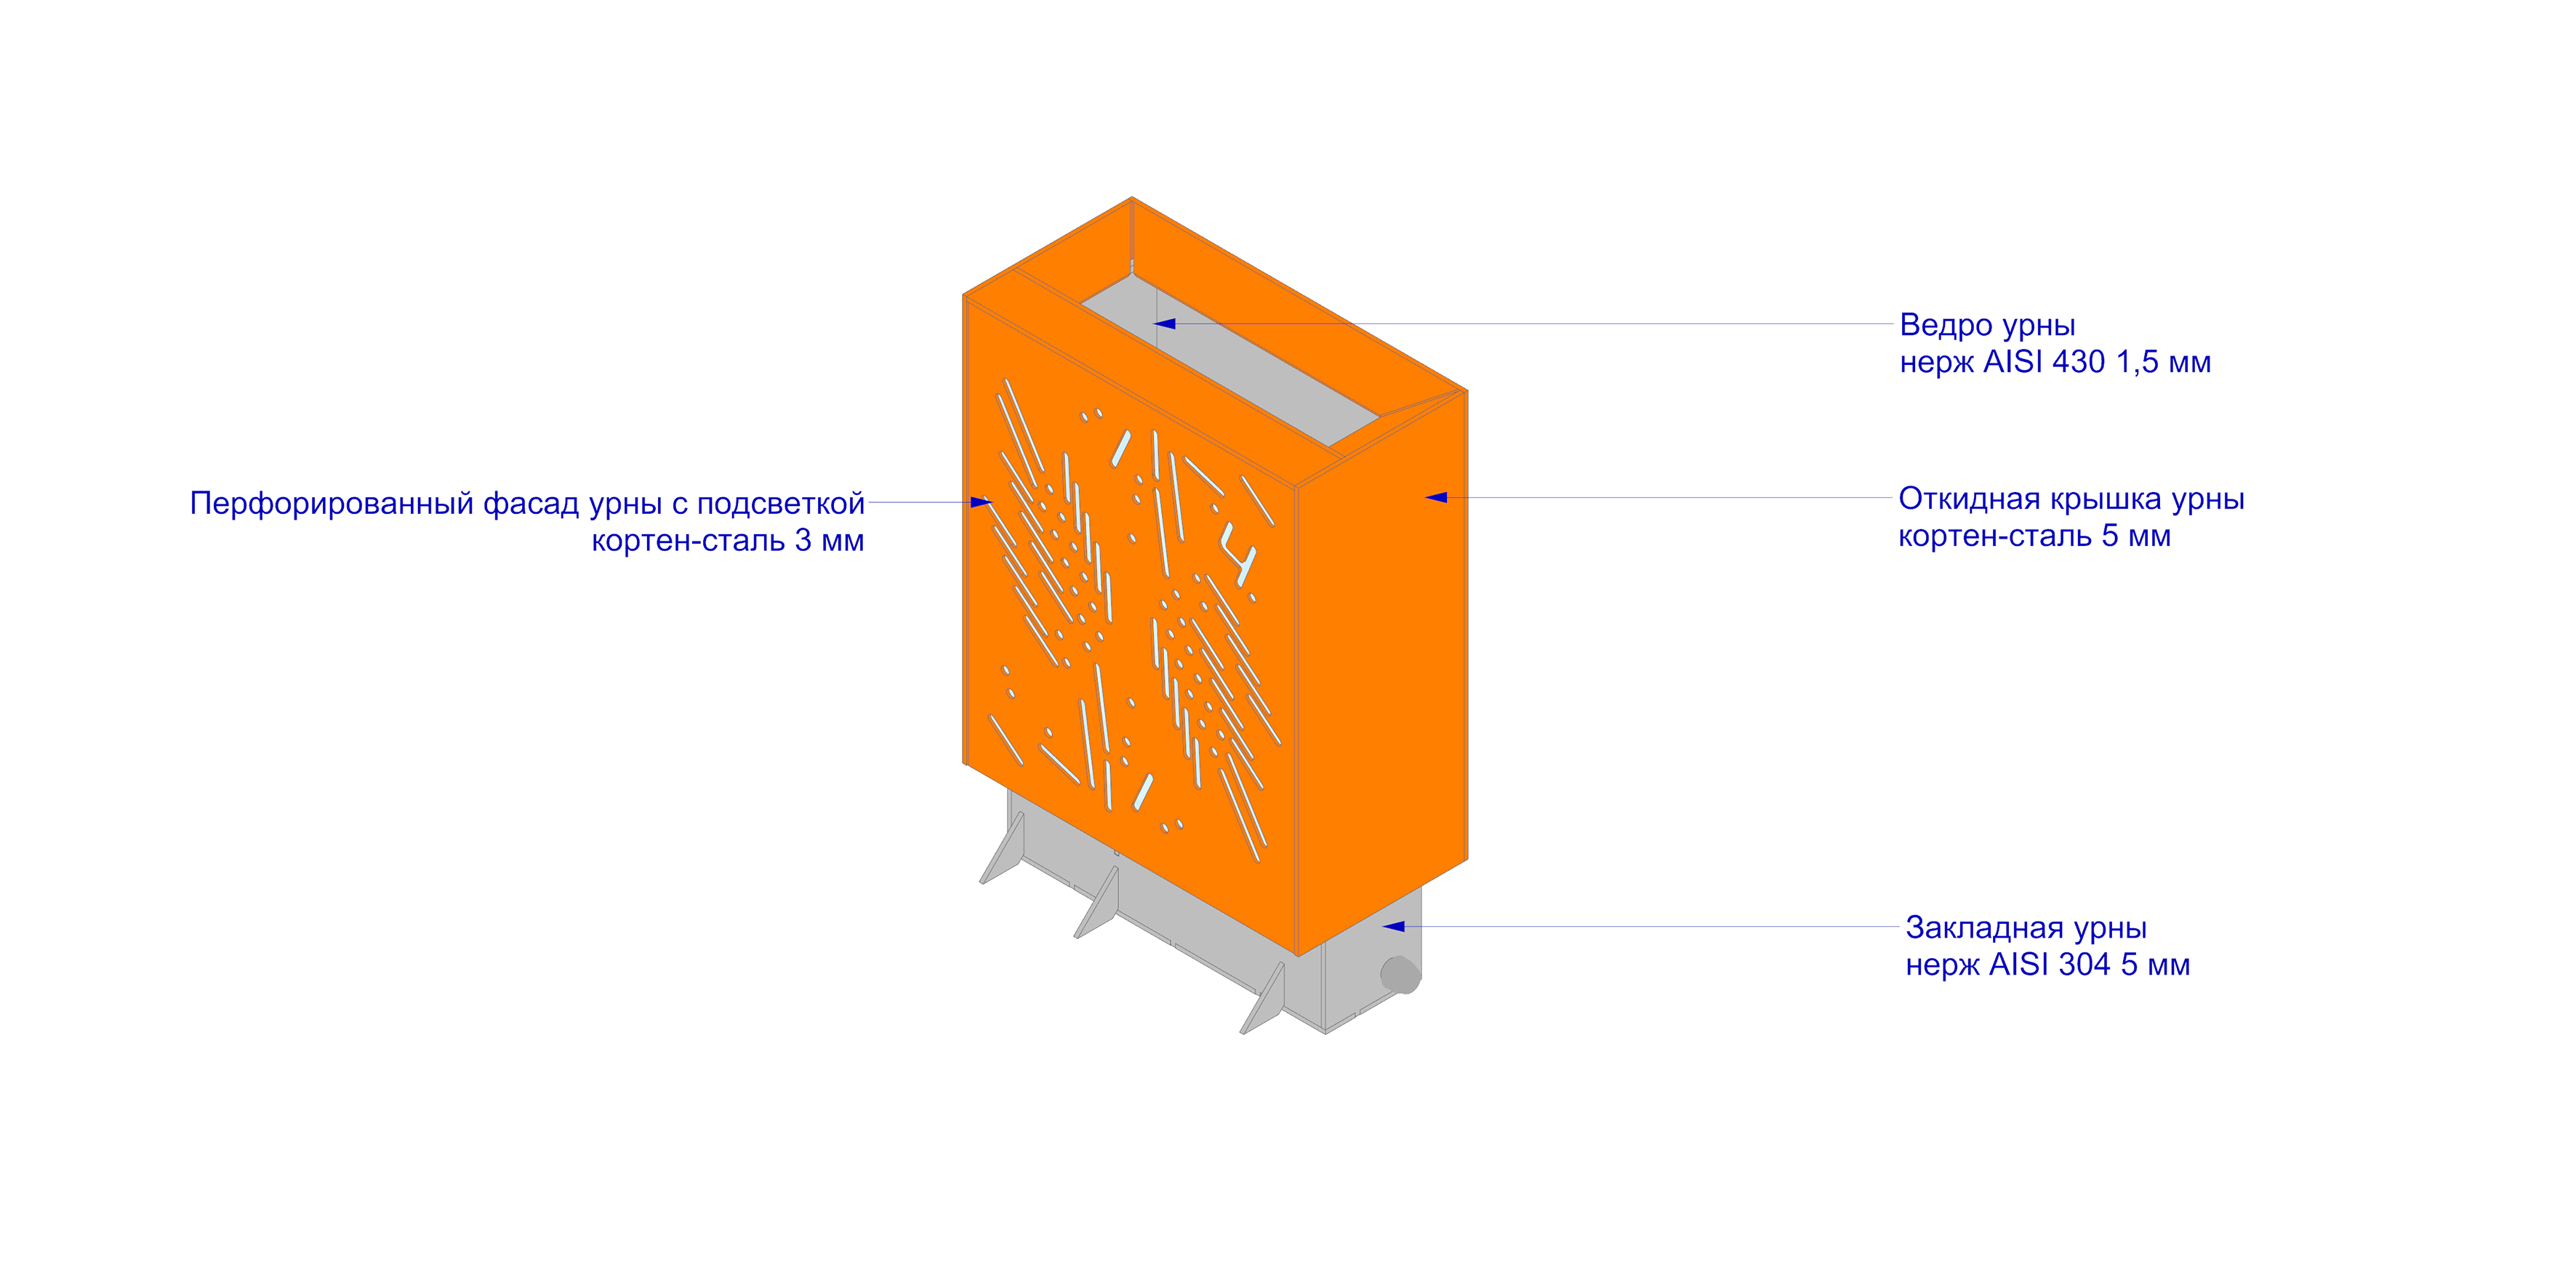 Ведро урны
нерж AISI 430 1,5 мм
Перфорированный фасад урны с подсветкой
кортен-сталь 3 мм
Откидная крышка урны
кортен-сталь 5 мм
Закладная урны
нерж AISI 304 5 мм